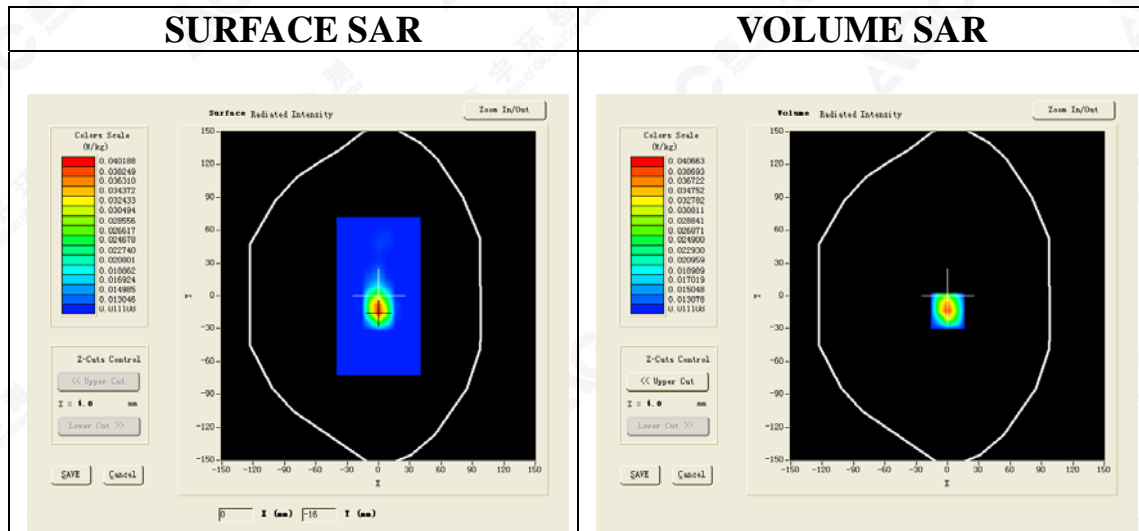 SURFACE SAR
VOLUME SAR
Surface Radiated Intensity
Zoom In/Out
Colors Scale
(W/kg)
0.040188
0.038249
0.036310
0.034372
0.032433
0.030494
0.028556
0.026617
0.024678
0.022740
0.020801
0.018862
0.016924
0.014985
0.013046
0.011108
150
120
90
60
30
0
-30
-60
-90
-120
-150
Y
-150 -120 -90 -60 -30 0 30 60 90 120 150
X
Z-Cuts Control
<< Upper Cut
Z = 4.0 mm
Lower Cut >>
SAVE Cancel
0 X (mm) -16 Y (mm)
Volume Radiated Intensity
Zoom In/Out
Colors Scale
(W/kg)
0.040663
0.038693
0.036722
0.034752
0.032782
0.030811
0.028841
0.026871
0.024900
0.022930
0.020959
0.018989
0.017019
0.015048
0.013078
0.011108
150
120
90
60
30
0
-30
-60
-90
-120
-150
Y
-150 -120 -90 -60 -30 0 30 60 90 120 150
X
Z-Cuts Control
<< Upper Cut
Z = 4.0 mm
Lower Cut >>
SAVE Cancel